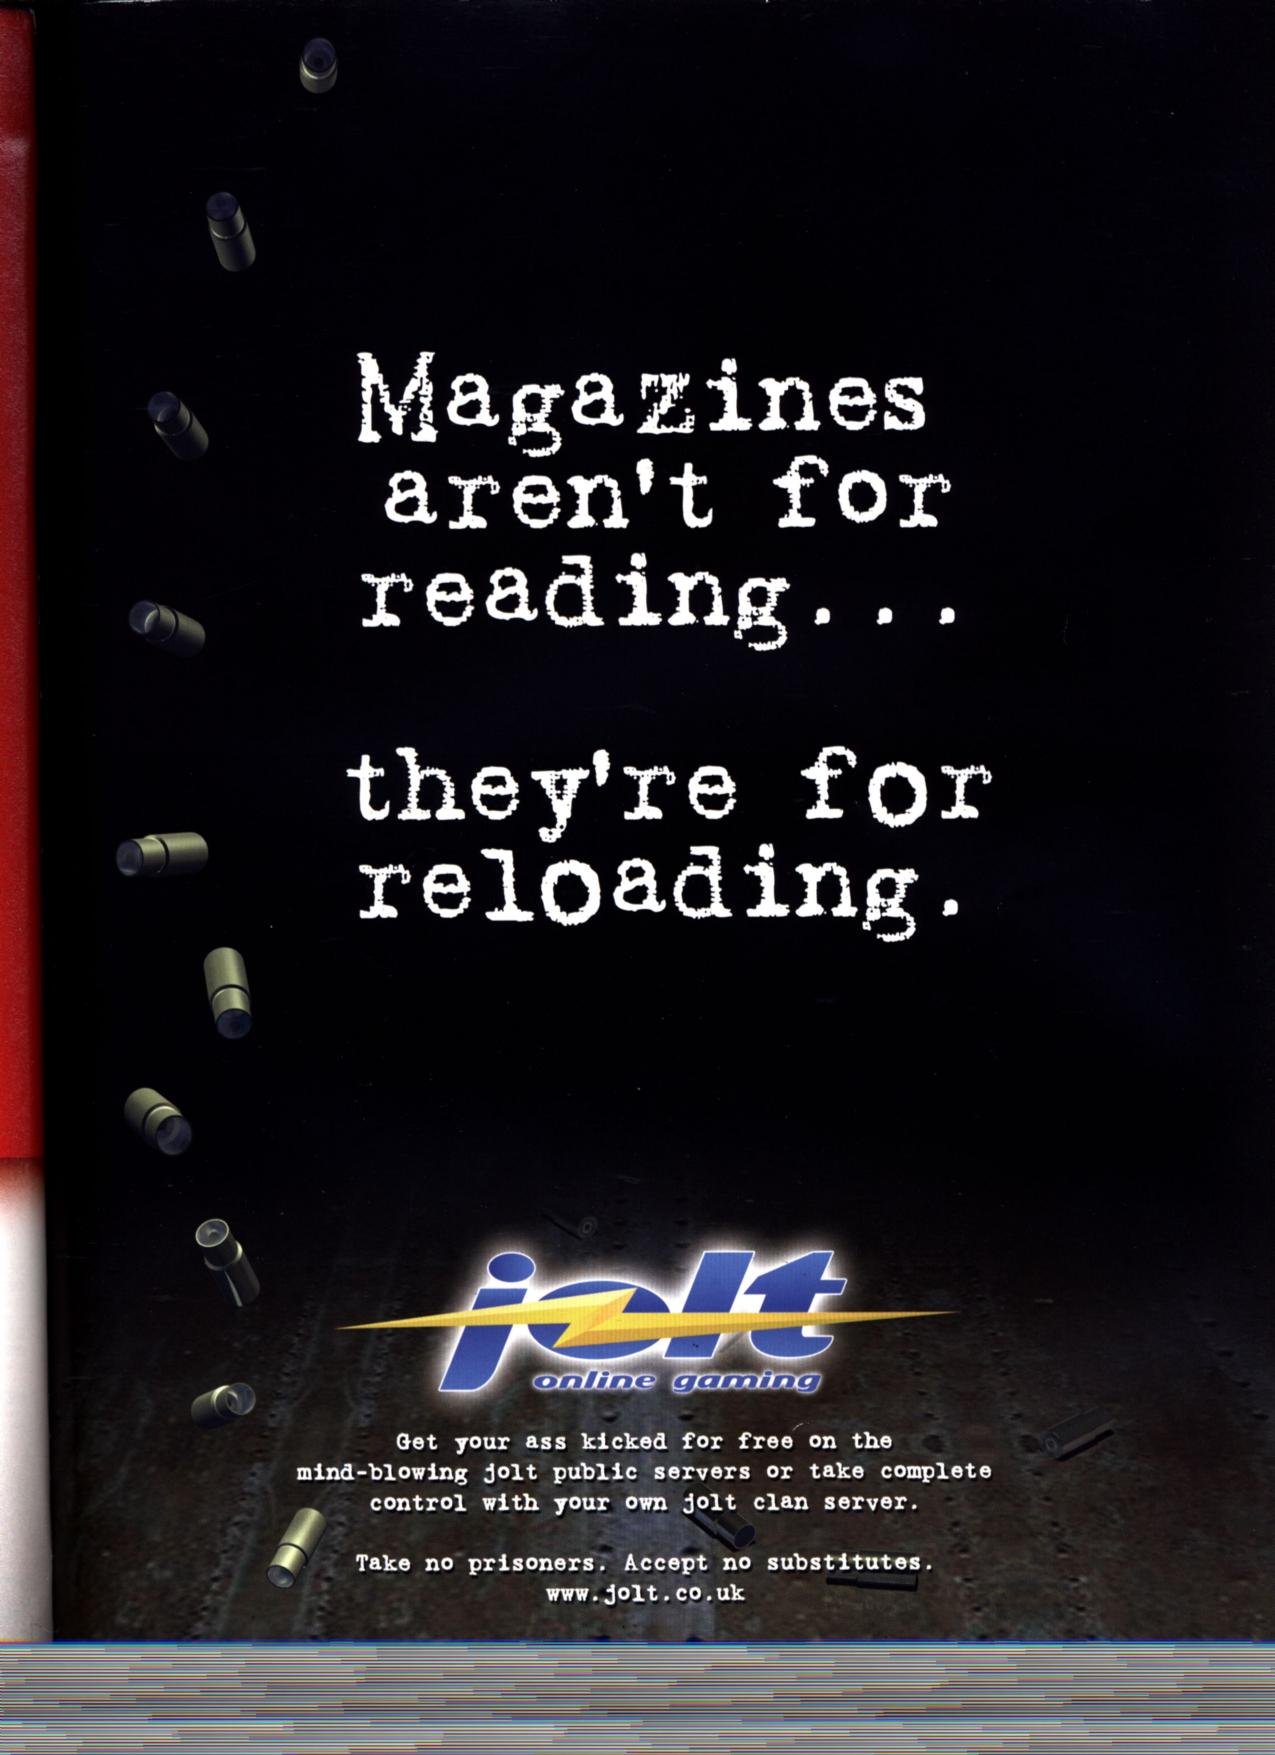 Magazines
aren't for
reading...
they're for
reloading.
jolt
online gaming
Get your ass kicked for free on the
mind-blowing jolt public servers or take complete
control with your own jolt clan server.
Take no prisoners. Accept no substitutes.
www.jolt.co.uk